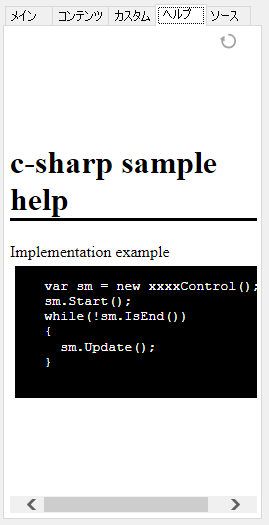 メイン コンテンツ カスタム ヘルプ ソース
c-sharp sample
help
Implementation example
var sm = new xxxxControl();
sm.Start();
while(!sm.IsEnd())
{
sm.Update();
}